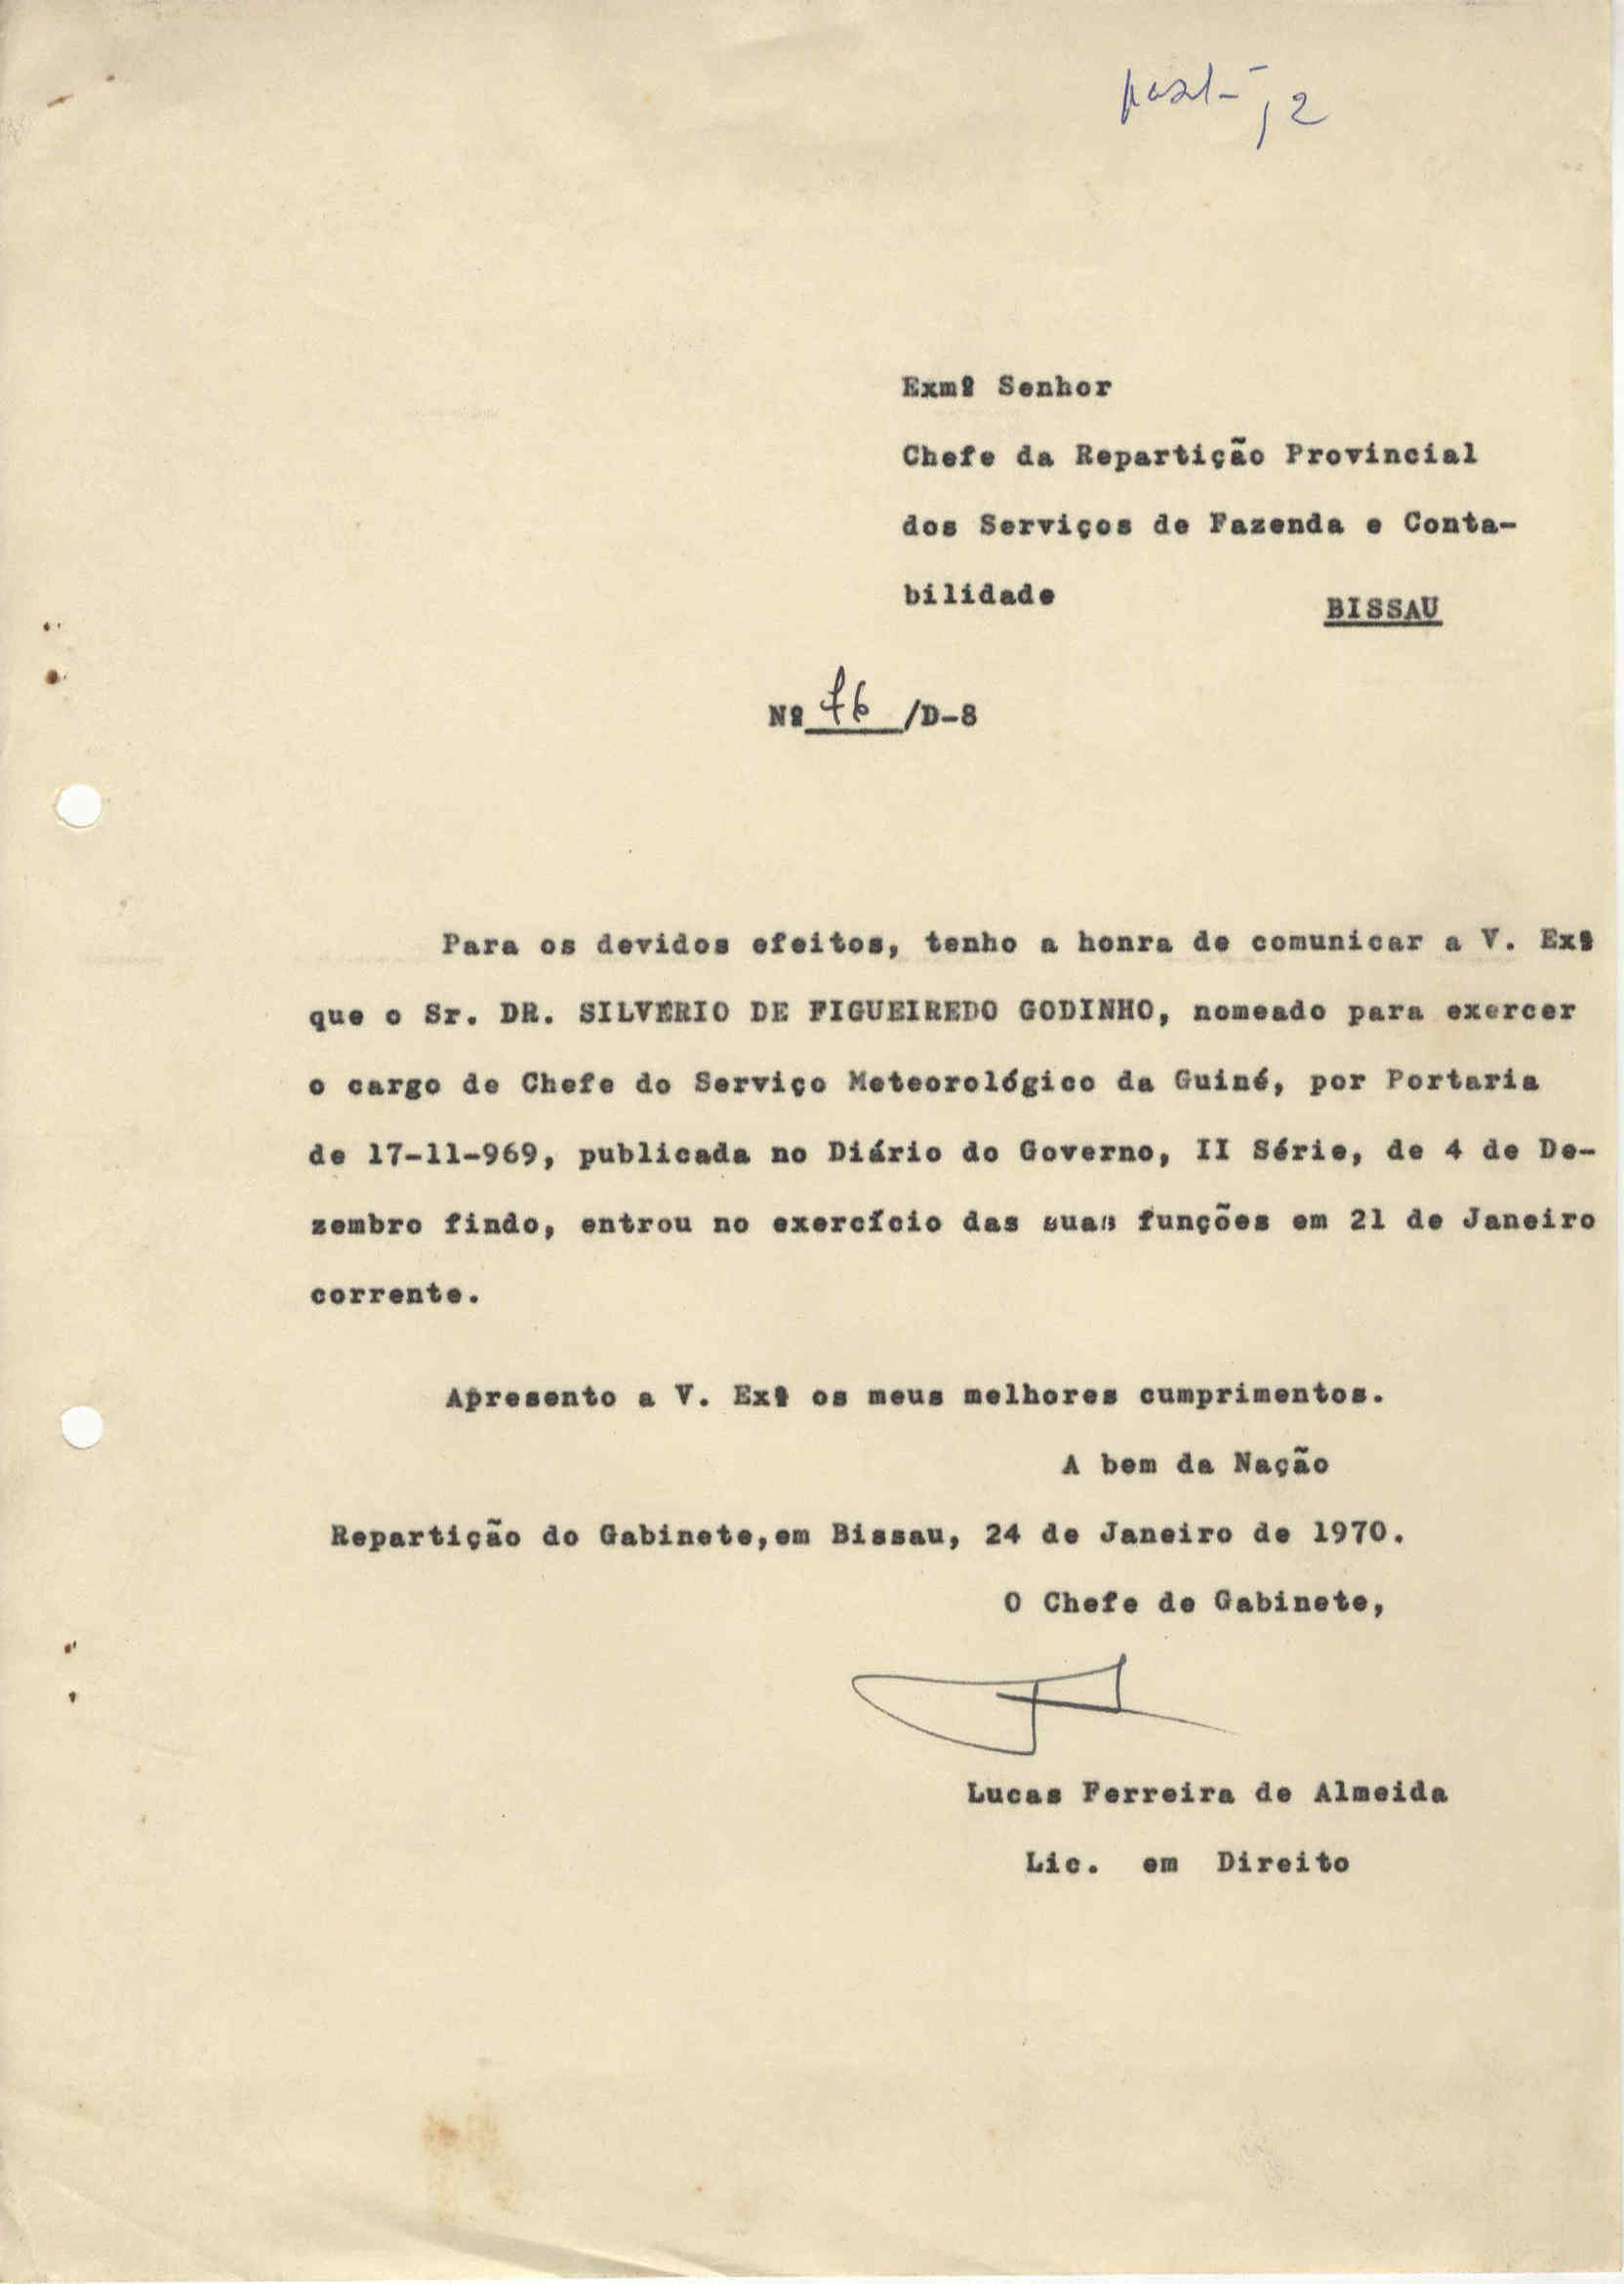 Exmº Senhor
Chefe da Repartição Provincial
dos Serviços de Fazenda e Conta-
bilidade
BISSAU
Nº 76 /D-8
Para os devidos efeitos, tenho a honra de comunicar a V. Exª
que o Sr. DR. SILVERIO DE FIGUEIREDO GODINHO, nomeado para exercer
o cargo de Chefe do Serviço Meteorológico da Guiné, por Portaria
de 17-11-969, publicada no Diário do Governo, II Série, de 4 de De-
zembro findo, entrou no exercício das suas funções em 21 de Janeiro
corrente.
Apresento a V. Exª os meus melhores cumprimentos.
A bem da Nação
Repartição do Gabinete,em Bissau, 24 de Janeiro de 1970.
O Chefe de Gabinete,
Lucas Ferreira de Almeida
Lic. em Direito